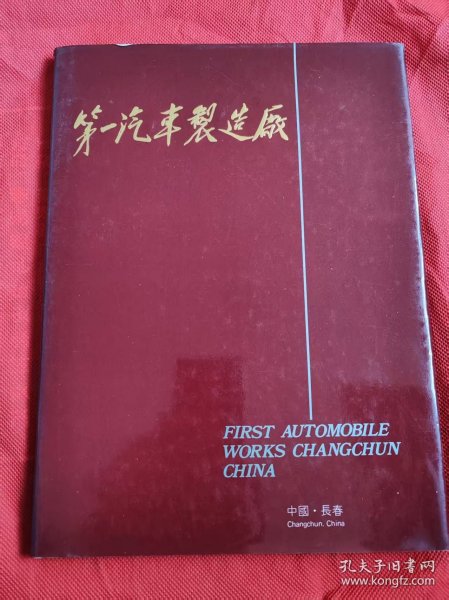 第一汽車製造廠
FIRST AUTOMOBILE
WORKS CHANGCHUN
CHINA
中國·長春
Changchun. China
孔夫子旧书网
www.kongfz.com